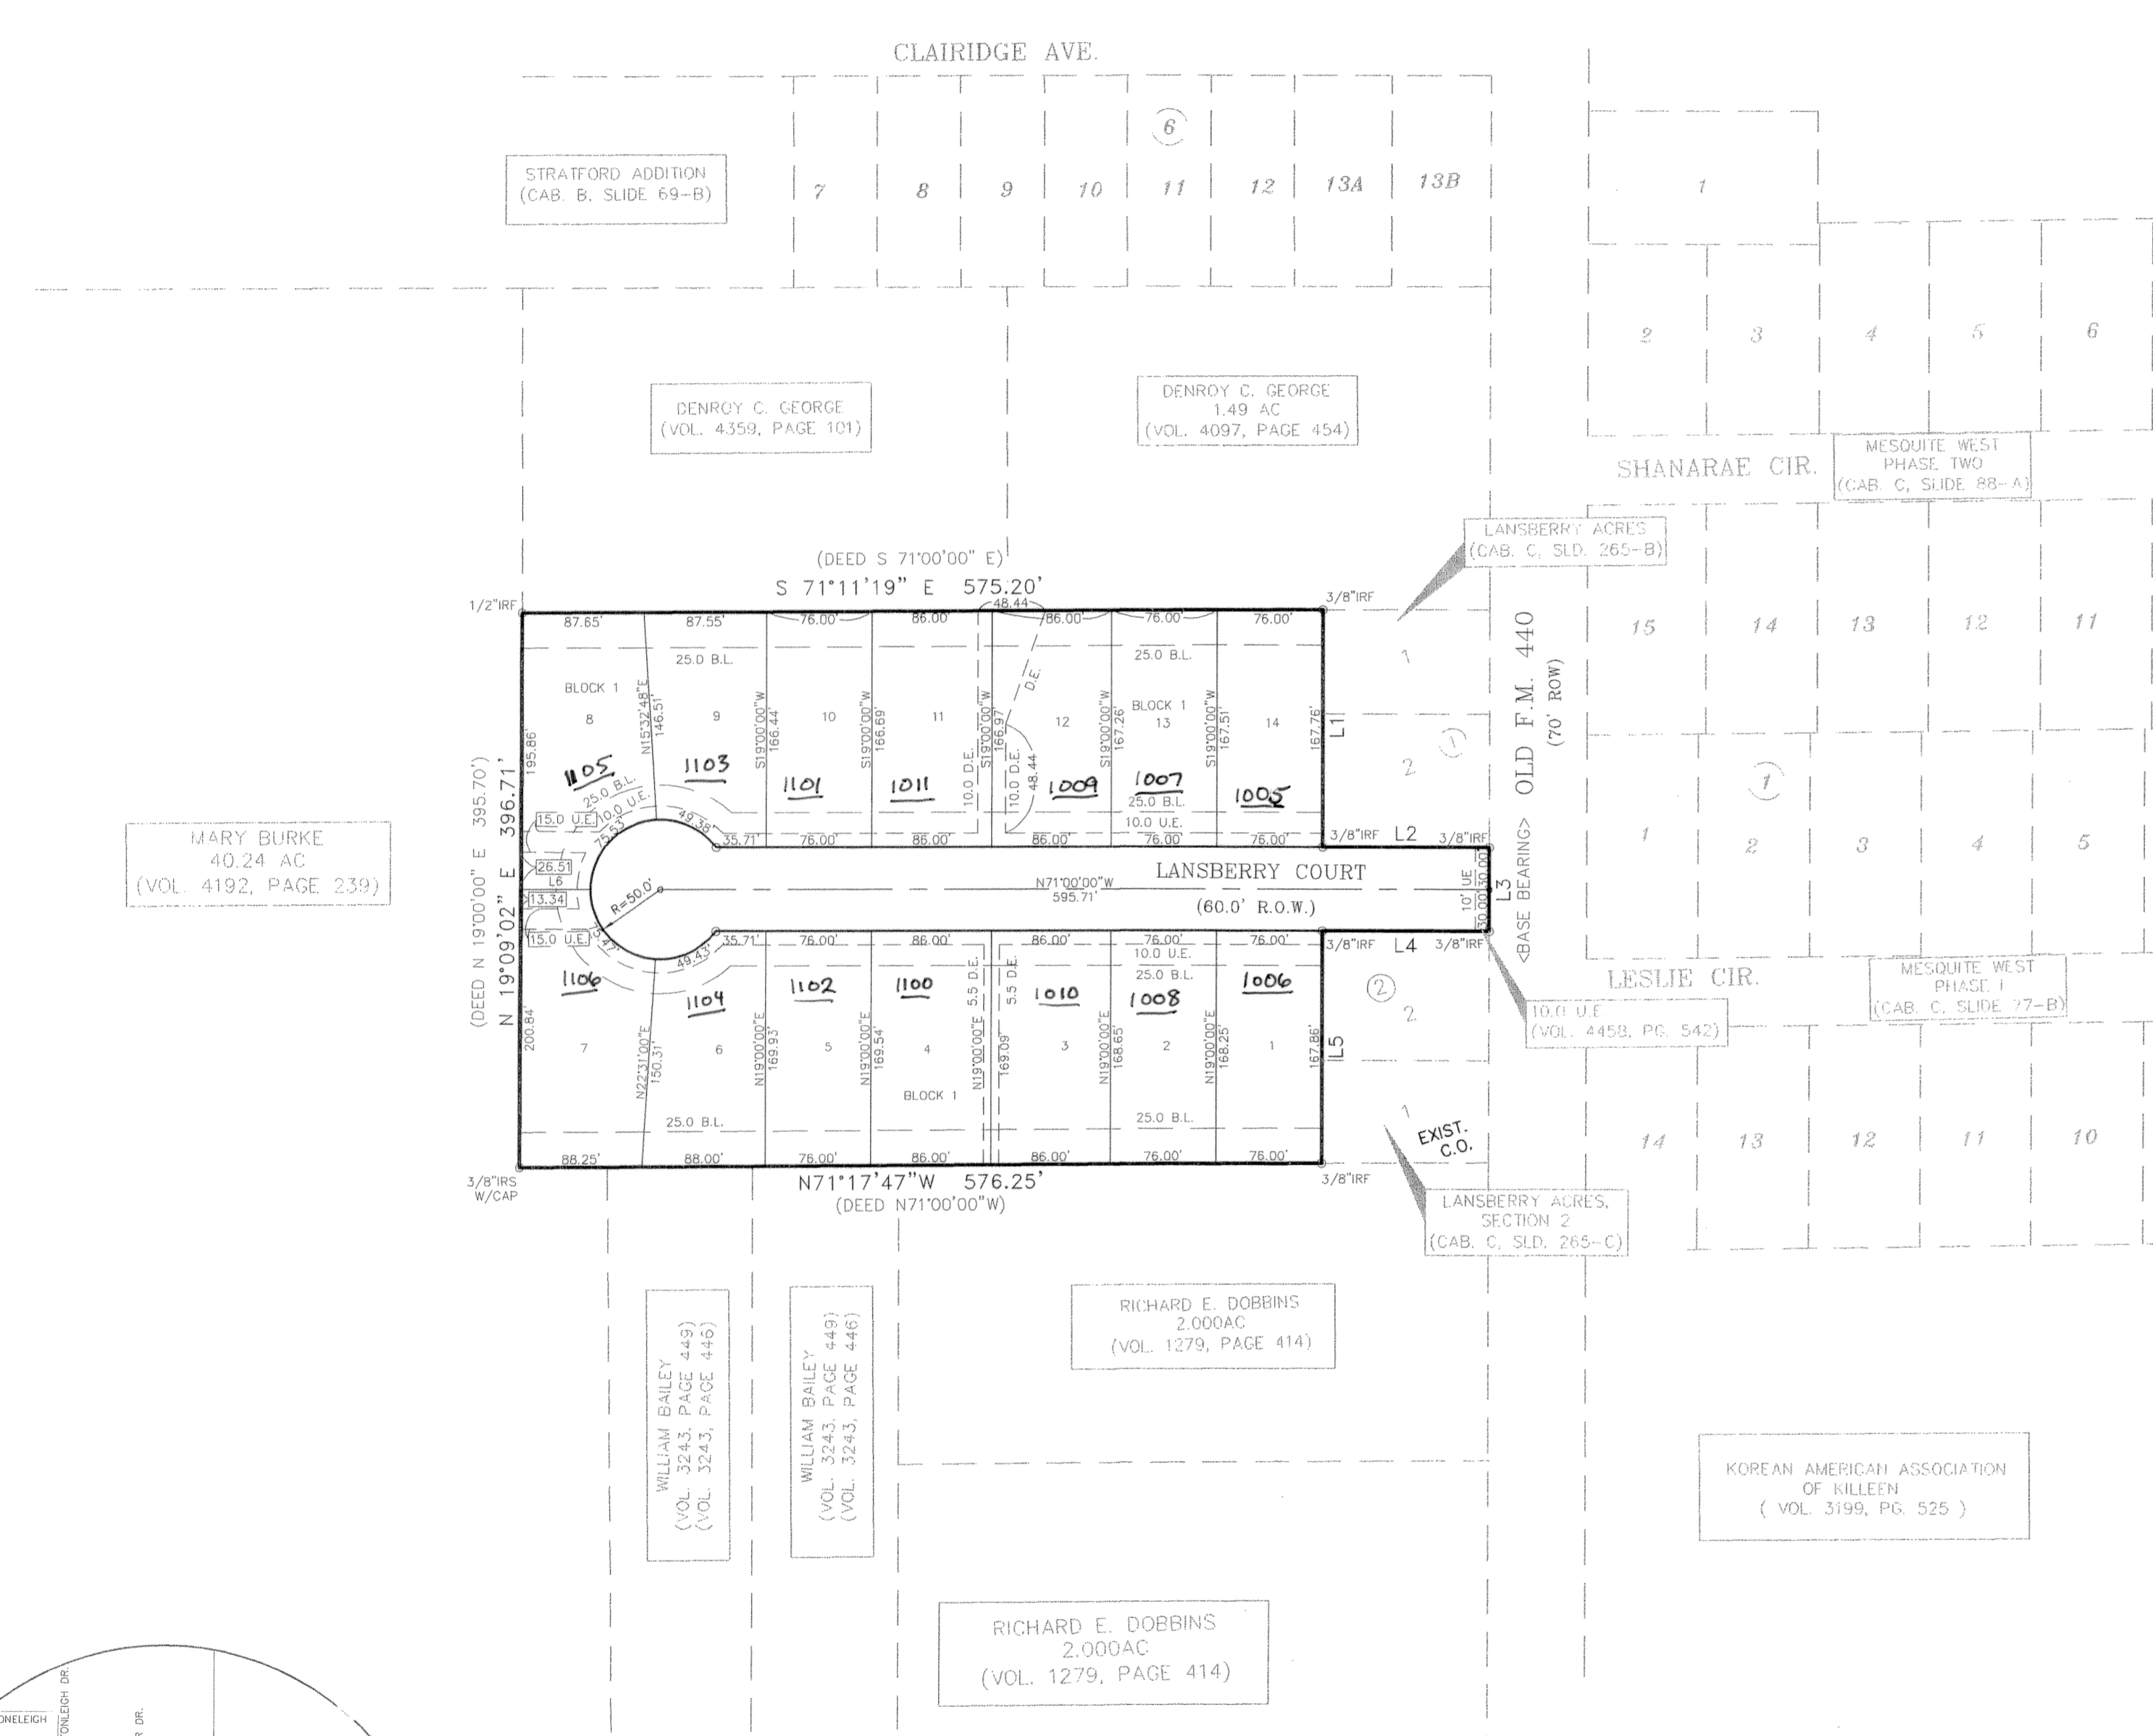 CLAIRIDGE AVE.
6
STRATFORD ADDITION
(CAB. B, SLIDE 69-B)
7
8
9
10
11
12
13A
13B
1
2
3
4
5
6
DENROY C. GEORGE
(VOL. 4359, PAGE 101)
DENROY C. GEORGE
1.49 AC
(VOL. 4097, PAGE 454)
SHANARAE CIR.
MESQUITE WEST
PHASE TWO
(CAB. C, SLIDE 88-A)
LANSBERRY ACRES
(CAB. C, SLD. 265-B)
(DEED S 71°00'00" E)
S 71°11'19" E 575.20'
48.44
1/2"IRF
3/8"IRF
87.65'
87.55'
76.00'
86.00'
86.00'
76.00'
76.00'
25.0 B.L.
25.0 B.L.
D.E.
15
14
13
12
11
1
BLOCK 1
BLOCK 1
8
9
10
11
12
13
14
195.86'
N15°32'48"E
146.51'
S19°00'00"W
166.44'
S19°00'00"W
166.69'
S19°00'00"W
166.97'
S19°00'00"W
167.26'
S19°00'00"W
167.51'
167.76'
L1
2
1
OLD F.M. 440
(70' ROW)
<BASE BEARING>
10.0 D.E.
10.0 D.E.
48.44
1105
1103
1101
1011
1009
1007
1005
25.0 B.L.
10.0 U.E.
25.0 B.L.
10.0 U.E.
15.0 U.E.
75.53'
49.38'
35.71'
76.00'
86.00'
86.00'
76.00'
76.00'
3/8"IRF
L2
3/8"IRF
1
1
2
3
4
5
(DEED N 19°00'00" E 395.70')
N 19°09'02" E 396.71'
MARY BURKE
40.24 AC
(VOL. 4192, PAGE 239)
26.51
L6
13.34
R=50.0'
LANSBERRY COURT
N71°00'00"W
595.71'
(60.0' R.O.W.)
10' UE
30.00'
30.00'
L3
15.0 U.E.
75.47'
49.43'
35.71'
76.00'
86.00'
86.00'
76.00'
76.00'
3/8"IRF
L4
3/8"IRF
10.0 U.E.
25.0 B.L.
1106
1104
1102
1100
1010
1008
1006
5.5 D.E.
5.5 D.E.
2
2
LESLIE CIR.
MESQUITE WEST
PHASE I
(CAB. C, SLIDE 77-B)
10.0 U.E.
(VOL. 4458, PG. 542)
200.84'
N22°31'00"E
150.31'
N19°00'00"E
169.93'
N19°00'00"E
169.54'
N19°00'00"E
169.09'
N19°00'00"E
168.65'
N19°00'00"E
168.25'
167.86'
L5
7
6
5
4
3
2
1
BLOCK 1
25.0 B.L.
25.0 B.L.
1
EXIST.
C.O.
14
13
12
11
10
88.25'
88.00'
76.00'
86.00'
86.00'
76.00'
76.00'
3/8"IRS
W/CAP
N71°17'47"W 576.25'
(DEED N71°00'00"W)
3/8"IRF
LANSBERRY ACRES,
SECTION 2
(CAB. C, SLD. 265-C)
WILLIAM BAILEY
(VOL. 3243, PAGE 449)
(VOL. 3243, PAGE 446)
WILLIAM BAILEY
(VOL. 3243, PAGE 449)
(VOL. 3243, PAGE 446)
RICHARD E. DOBBINS
2.000AC
(VOL. 1279, PAGE 414)
KOREAN AMERICAN ASSOCIATION
OF KILLEEN
( VOL. 3199, PG. 525 )
RICHARD E. DOBBINS
2.000AC
(VOL. 1279, PAGE 414)
ONELEIGH
TONLEIGH DR.
R DR.